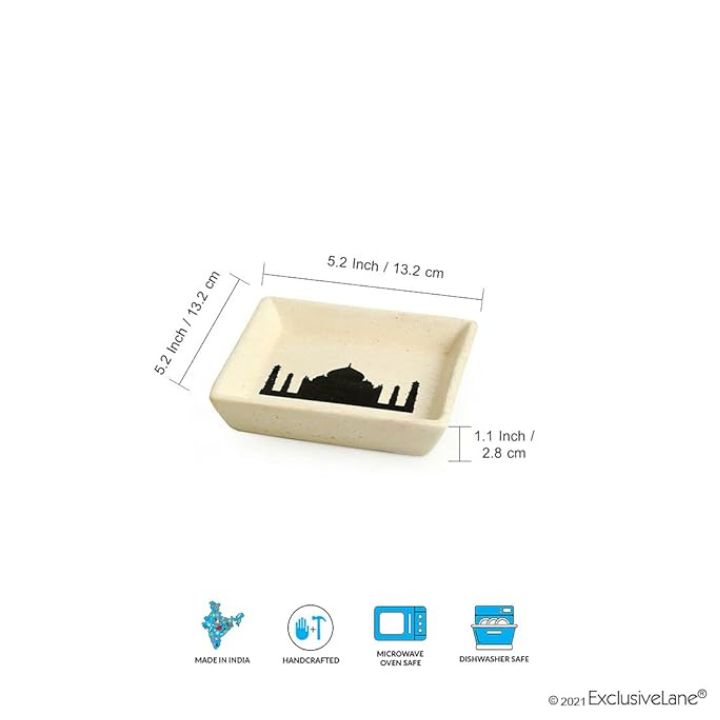 5.2 Inch / 13.2 cm
5.2 Inch / 13.2 cm
1.1 Inch /
2.8 cm
MADE IN INDIA
HANDCRAFTED
MICROWAVE
OVEN SAFE
DISHWASHER SAFE
© 2021 ExclusiveLane®